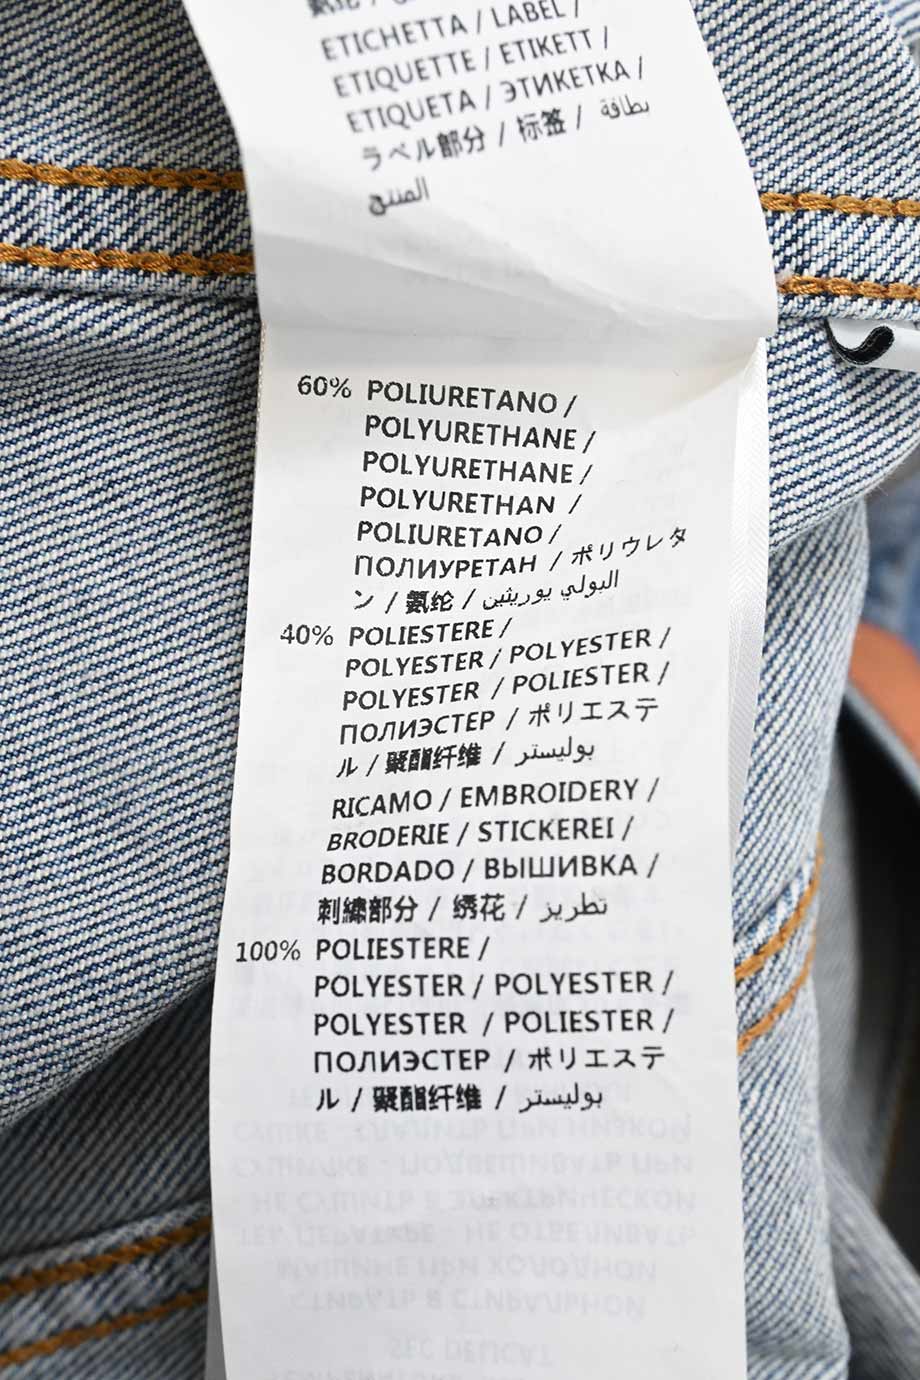 ETICHETTA / LABEL /
ETIQUETTE / ETIKETT /
ETIQUETA / ЭТИКЕТКА /
ラベル部分 / 标签 / بطاقة
المنتج
60% POLIURETANO /
POLYURETHANE /
POLYURETHANE /
POLYURETHAN /
POLIURETANO /
ПОЛИУРЕТАН / ポリウレタ
ン / 氨纶 / البولي يوريثين
40% POLIESTERE /
POLYESTER / POLYESTER /
POLYESTER / POLIESTER /
ПОЛИЭСТЕР / ポリエステ
ル / 聚酯纤维 / بوليستر
RICAMO / EMBROIDERY /
BRODERIE / STICKEREI /
BORDADO / ВЫШИВКА /
刺繍部分 / 绣花 / تطريز
100% POLIESTERE /
POLYESTER / POLYESTER /
POLYESTER / POLIESTER /
ПОЛИЭСТЕР / ポリエステ
ル / 聚酯纤维 / بوليستر